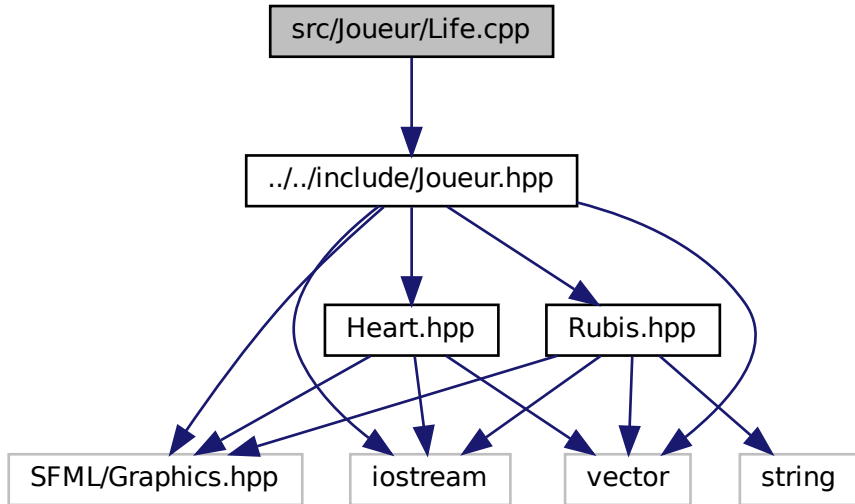 src/Joueur/Life.cpp
../../include/Joueur.hpp
Heart.hpp
Rubis.hpp
SFML/Graphics.hpp
iostream
vector
string